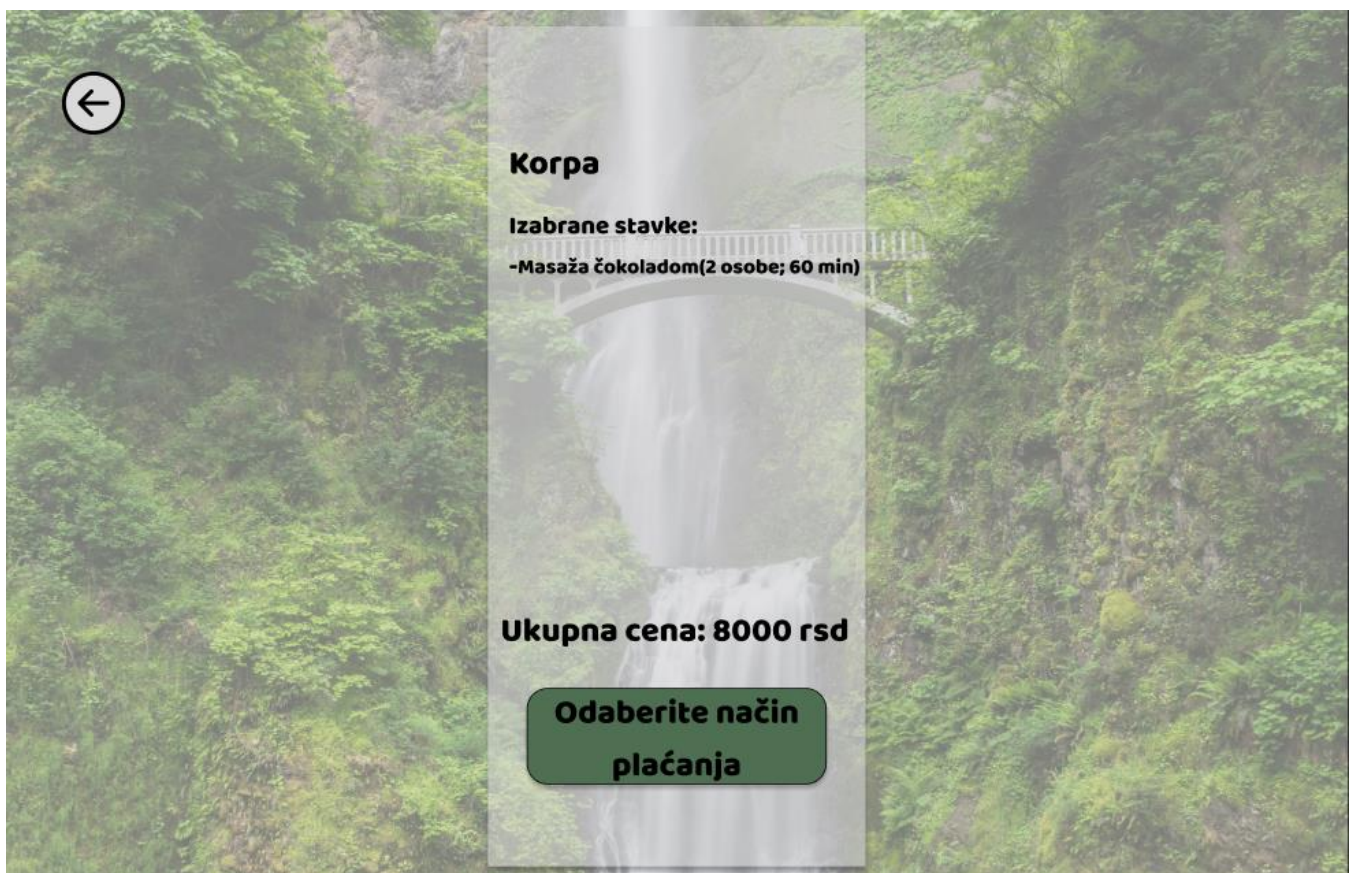 Korpa
Izabrane stavke:
-Masaža čokoladom(2 osobe; 60 min)
Ukupna cena: 8000 rsd
Odaberite način
plaćanja